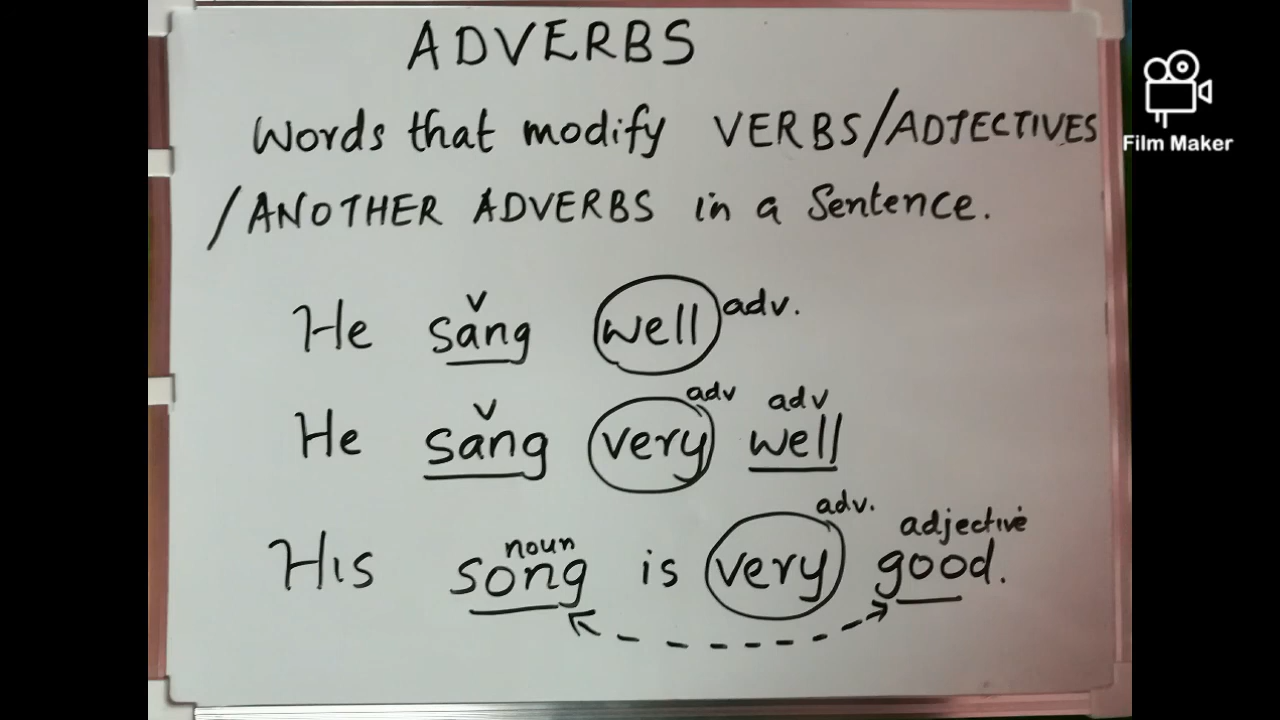 ADVERBS
Words that modify VERBS/ADJECTIVES
/ANOTHER ADVERBS in a Sentence.
Film Maker
v
He sang well adv.
v adv adv
He sang very well
noun adv. adjective
His song is very good.